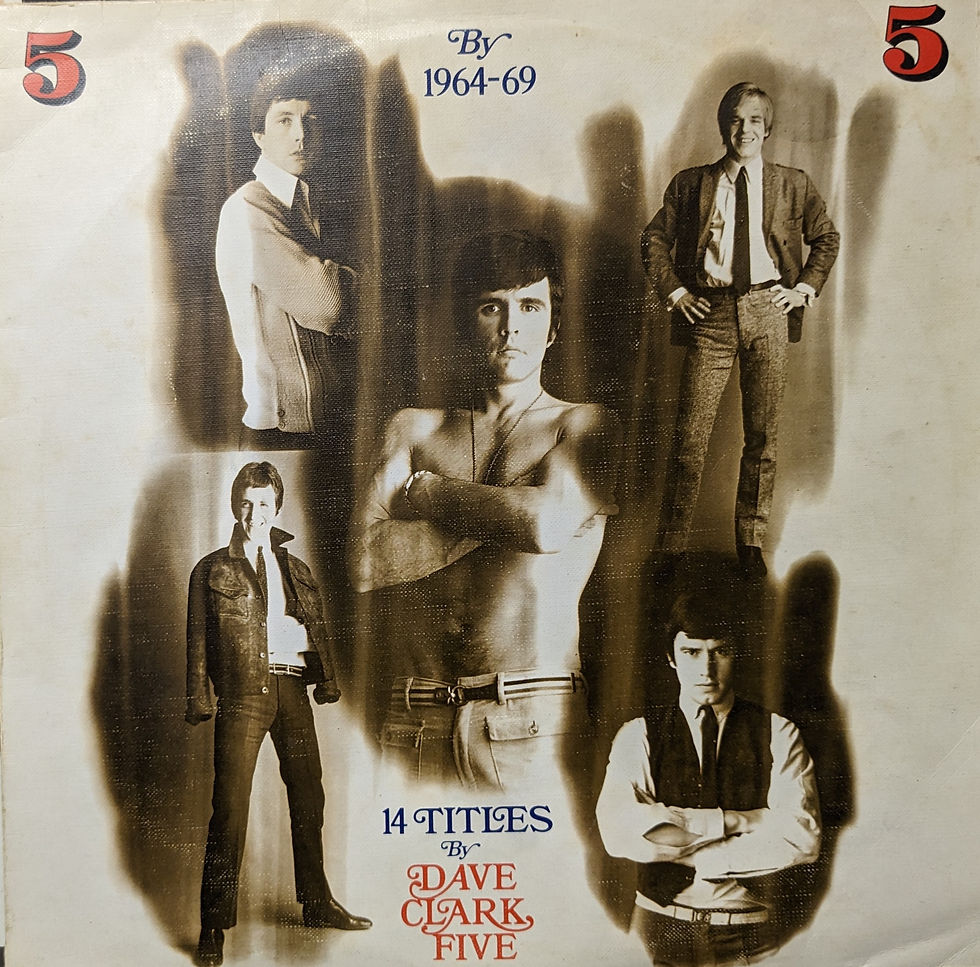 5
By
5
1964-69
14 TITLES
By
DAVE
CLARK
FIVE